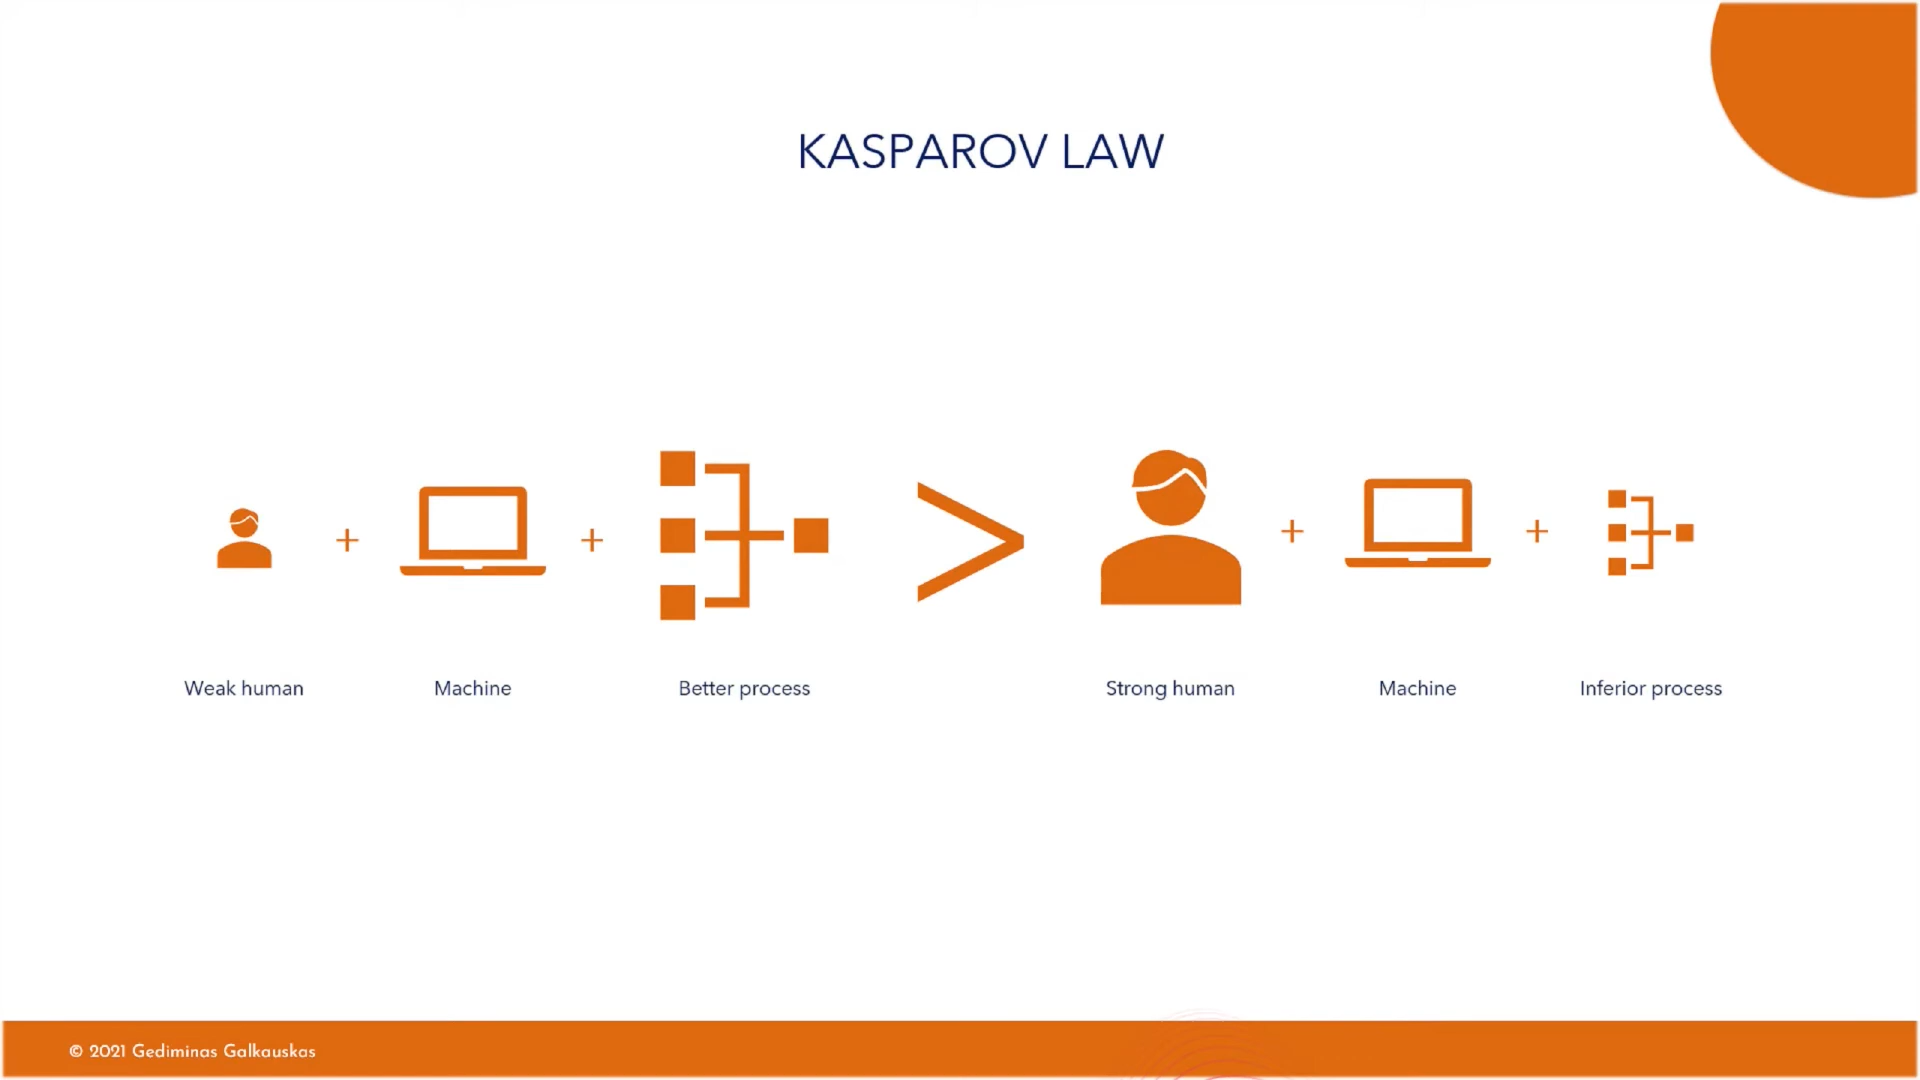 KASPAROV LAW
+ + > + +
Weak human Machine Better process Strong human Machine Inferior process
© 2021 Gediminas Galkauskas